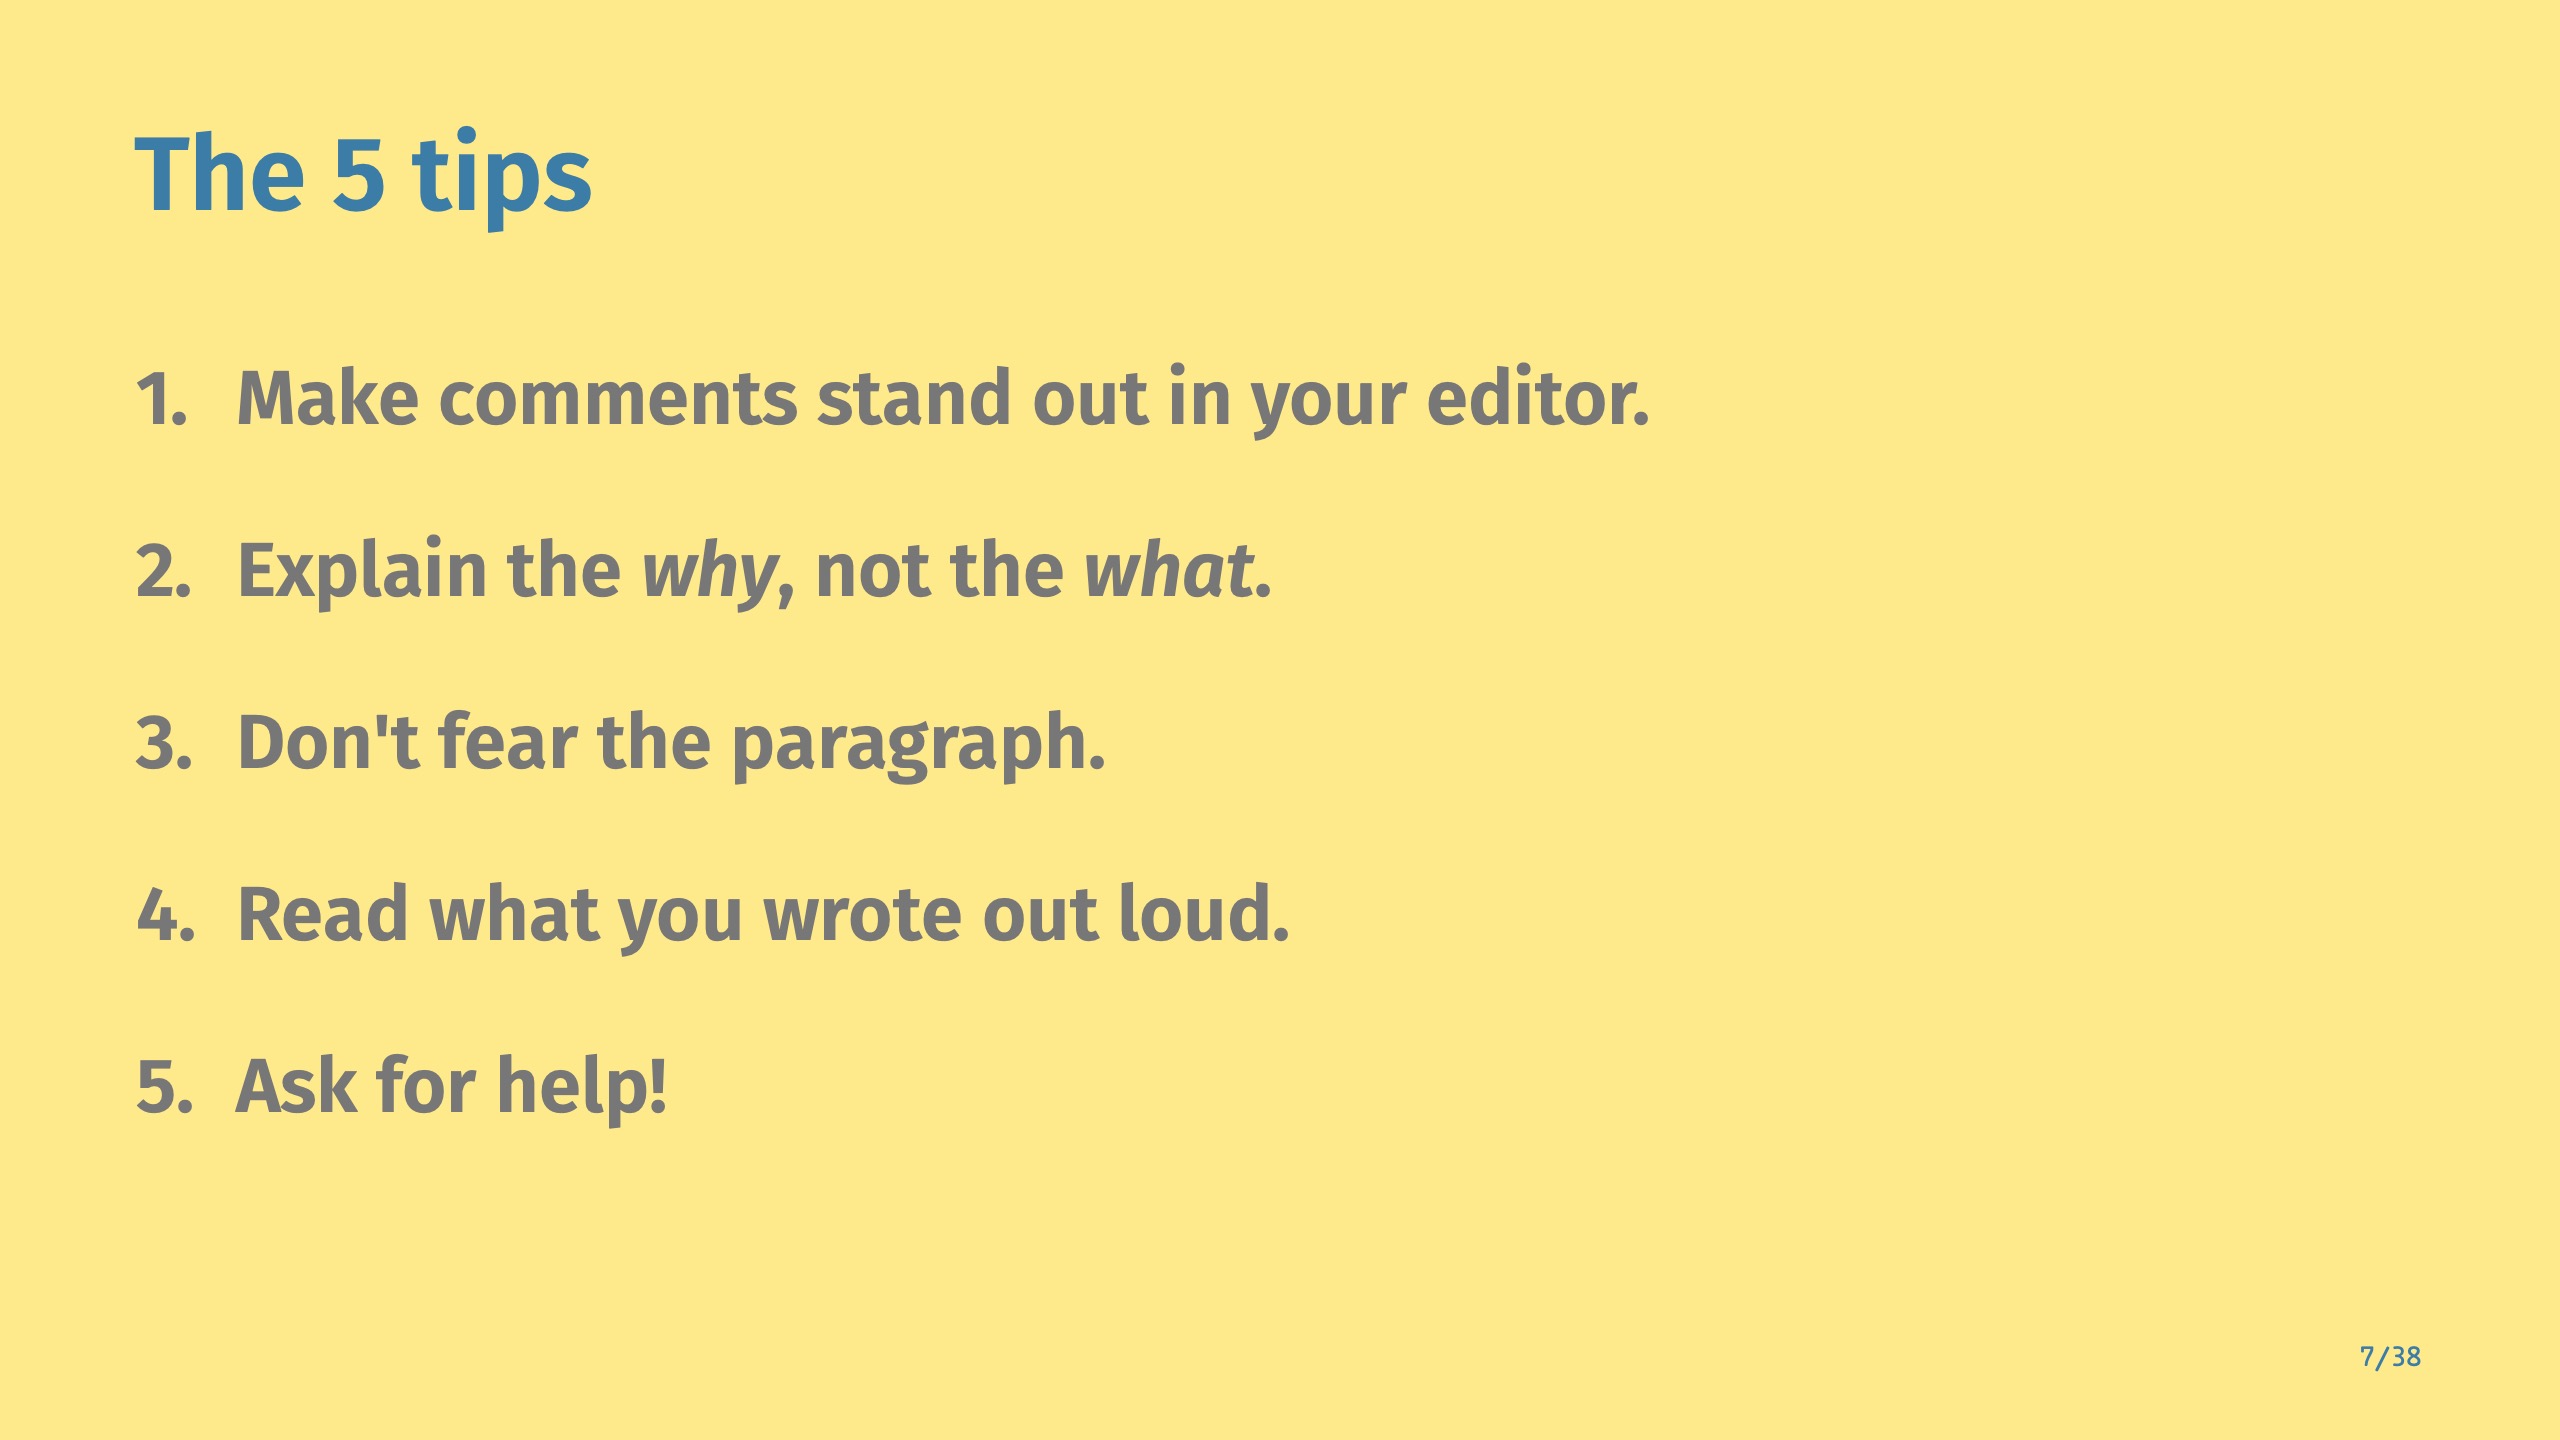 The 5 tips
1. Make comments stand out in your editor.
2. Explain the why, not the what.
3. Don't fear the paragraph.
4. Read what you wrote out loud.
5. Ask for help!
7/38